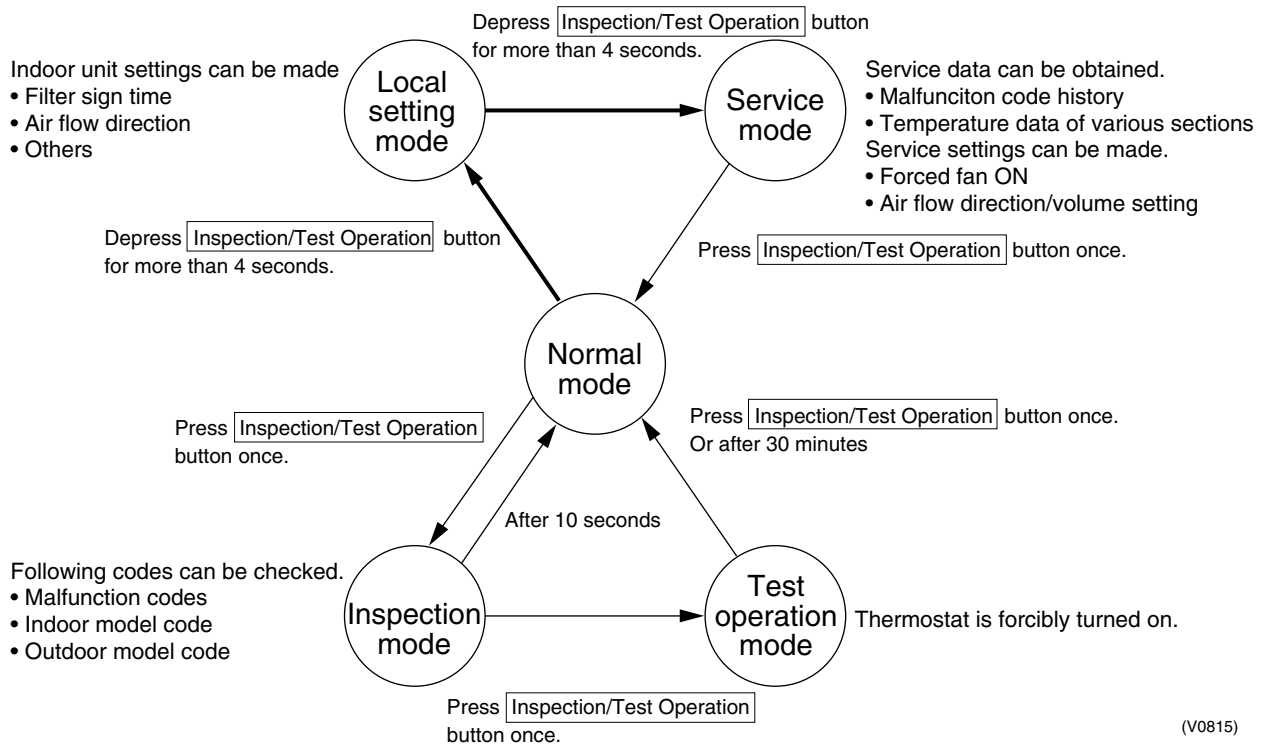 Depress Inspection/Test Operation button
for more than 4 seconds.
Indoor unit settings can be made
• Filter sign time
• Air flow direction
• Others
Local
setting
mode
Service
mode
Service data can be obtained.
• Malfunciton code history
• Temperature data of various sections
Service settings can be made.
• Forced fan ON
• Air flow direction/volume setting
Depress Inspection/Test Operation button
for more than 4 seconds.
Press Inspection/Test Operation button once.
Normal
mode
Press Inspection/Test Operation
button once.
Press Inspection/Test Operation button once.
Or after 30 minutes
After 10 seconds
Following codes can be checked.
• Malfunction codes
• Indoor model code
• Outdoor model code
Inspection
mode
Test
operation
mode
Thermostat is forcibly turned on.
Press Inspection/Test Operation
button once.
(V0815)